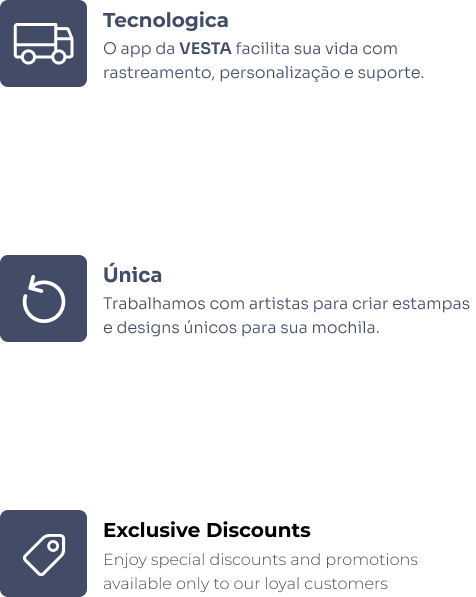 Tecnologica
O app da VESTA facilita sua vida com
rastreamento, personalização e suporte.
Única
Trabalhamos com artistas para criar estampas
e designs únicos para sua mochila.
Exclusive Discounts
Enjoy special discounts and promotions
available only to our loyal customers